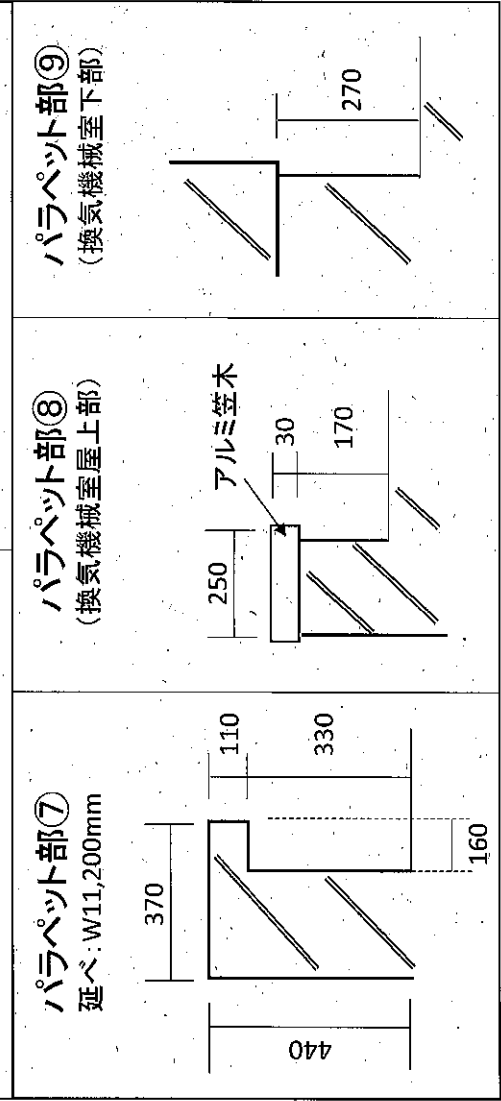 パラペット部⑦
延べ：W11,200mm
370
110
330
440
160
パラペット部⑧
(換気機械室屋上部)
250
アルミ笠木
30
170
パラペット部⑨
(換気機械室下部)
270